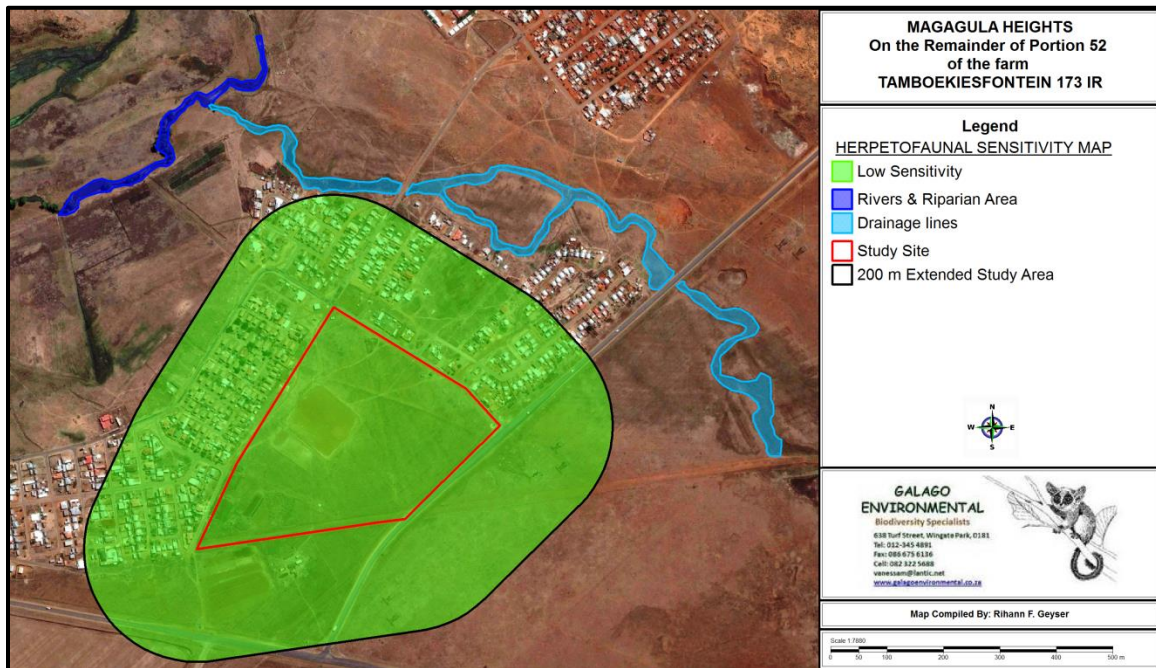 MAGAGULA HEIGHTS
On the Remainder of Portion 52
of the farm
TAMBOEKIESFONTEIN 173 IR
Legend
HERPETOFAUNAL SENSITIVITY MAP
Low Sensitivity
Rivers & Riparian Area
Drainage lines
Study Site
200 m Extended Study Area
N
W E
S
GALAGO
ENVIRONMENTAL
Biodiversity Specialists
638 Turf Street, Wingate Park, 0181
Tel: 012-345 4891
Fax: 086 675 6136
Cell: 082 322 5688
vanessam@lantic.net
www.galagoenvironmental.co.za
Map Compiled By: Rihann F. Geyser
Scale 1:7880
0 50 100 200 300 400 500 m